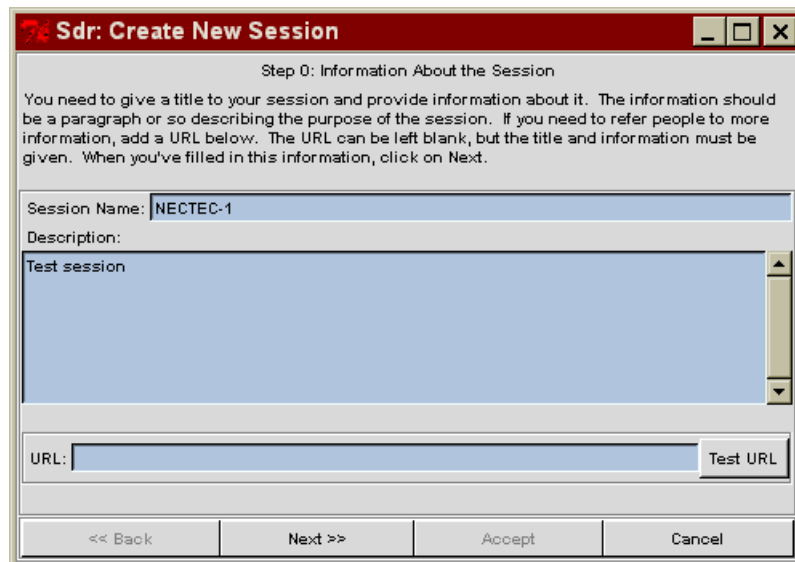 Sdr: Create New Session
Step 0: Information About the Session
You need to give a title to your session and provide information about it. The information should
be a paragraph or so describing the purpose of the session. If you need to refer people to more
information, add a URL below. The URL can be left blank, but the title and information must be
given. When you've filled in this information, click on Next.
Session Name: NECTEC-1
Description:
Test session
URL: Test URL
<< Back Next >> Accept Cancel